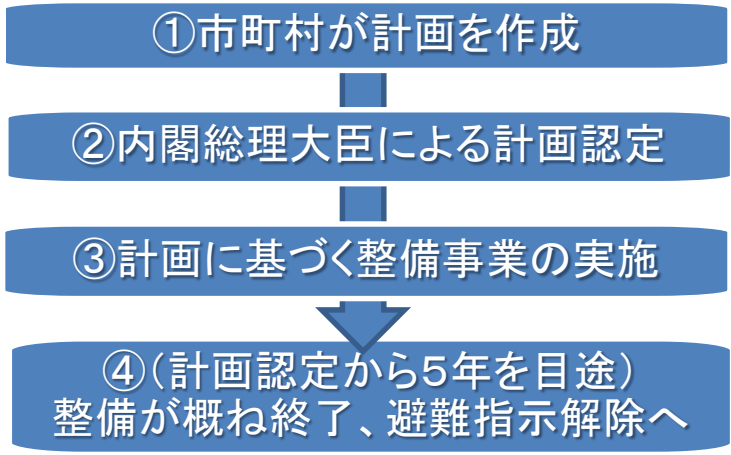 ①市町村が計画を作成
②内閣総理大臣による計画認定
③計画に基づく整備事業の実施
④(計画認定から5年を目途)
整備が概ね終了、避難指示解除へ